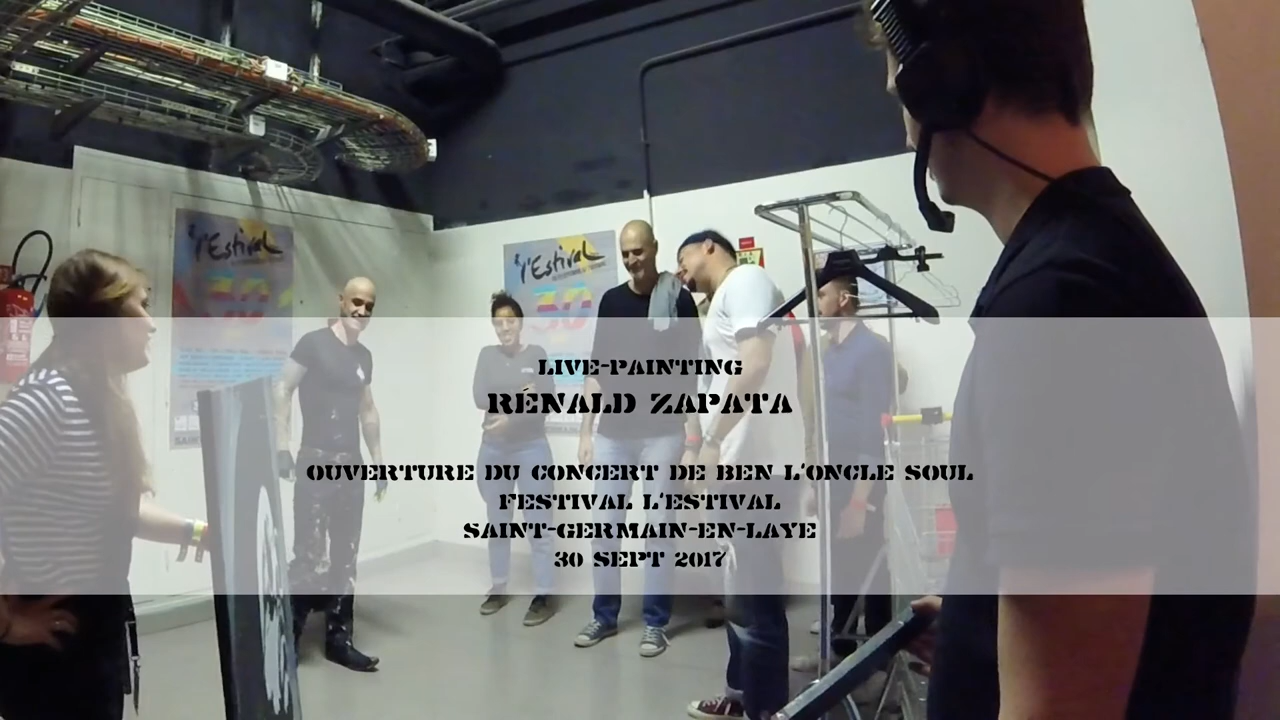 l'Estival
30
l'Estival
30
LIVE-PAINTING
RÉNALD ZAPATA
OUVERTURE DU CONCERT DE BEN L'ONCLE SOUL
FESTIVAL L'ESTIVAL
SAINT-GERMAIN-EN-LAYE
30 SEPT 2017